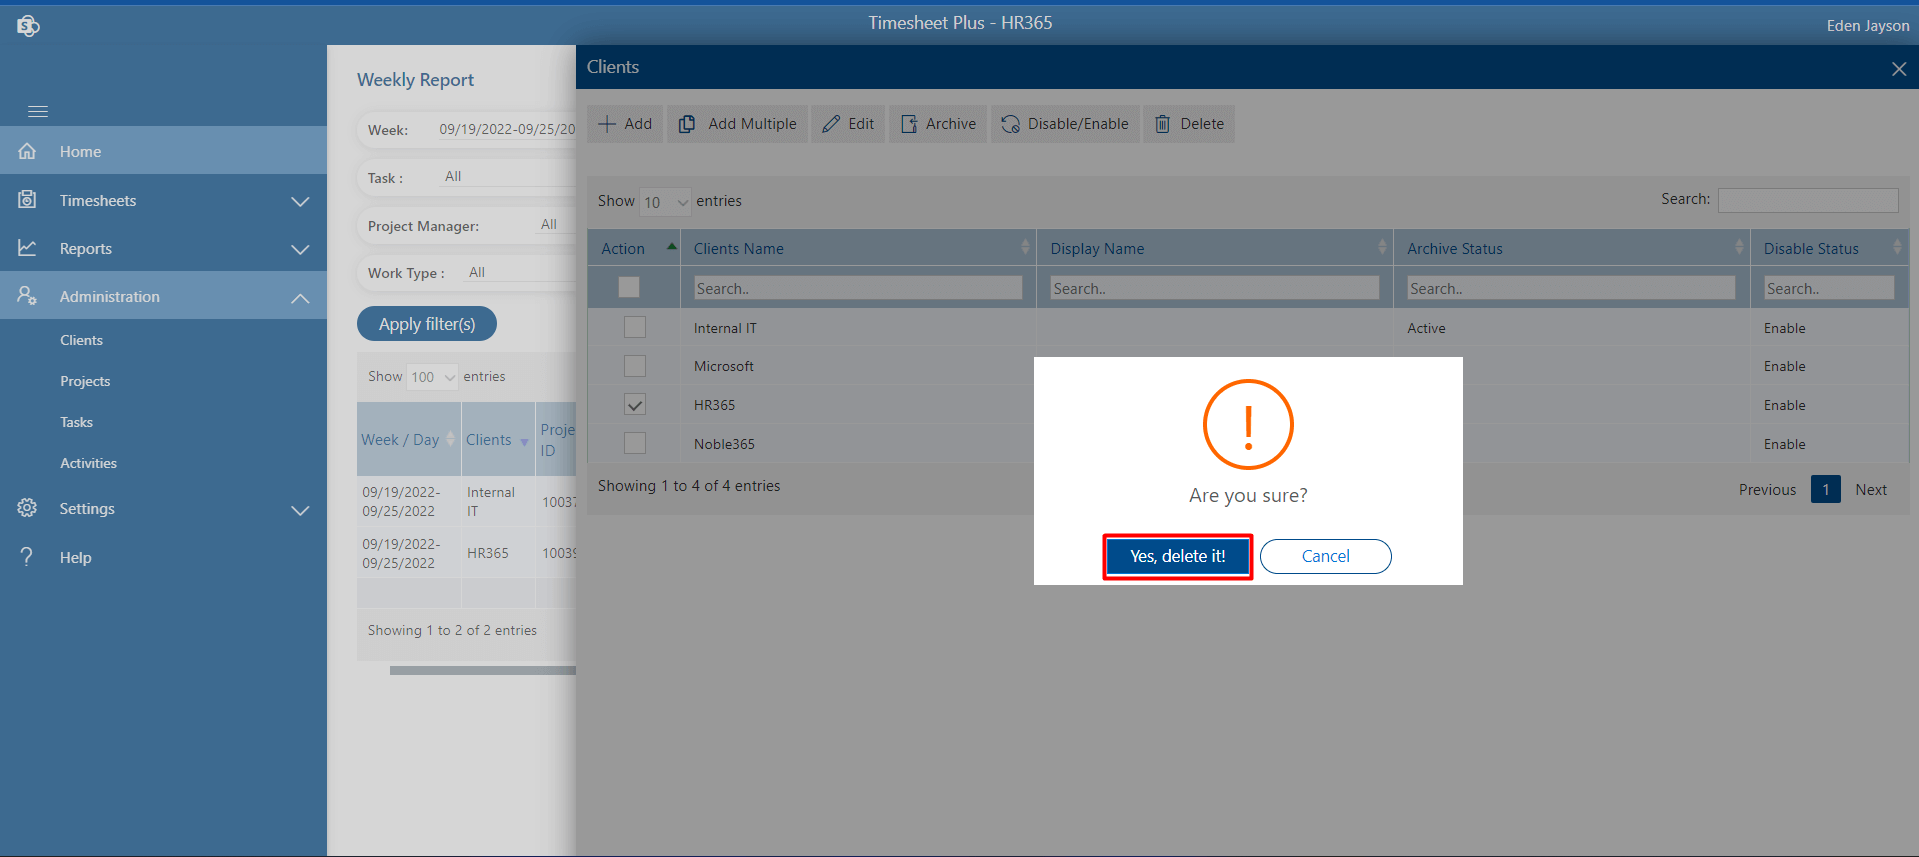 Timesheet Plus - HR365
Eden Jayson
Home
Timesheets
Reports
Administration
Clients
Projects
Tasks
Activities
Settings
Help
Weekly Report
Week: 09/19/2022-09/25/20
Task : All
Project Manager: All
Work Type : All
Apply filter(s)
Show 100 entries
Week / Day Clients Proje
ID
09/19/2022-
09/25/2022
Internal
IT
10037
09/19/2022-
09/25/2022
HR365
10039
Showing 1 to 2 of 2 entries
Clients
Add Add Multiple Edit Archive Disable/Enable Delete
Show 10 entries
Search:
Action Clients Name Display Name Archive Status Disable Status
Search.. Search.. Search.. Search..
Internal IT Active Enable
Microsoft Enable
HR365 Enable
Noble365 Enable
Showing 1 to 4 of 4 entries
Previous 1 Next
Are you sure?
Yes, delete it! Cancel